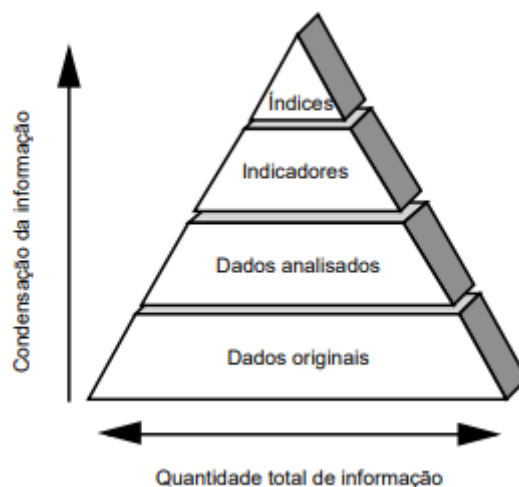 Condensação da informação
Índices
Indicadores
Dados analisados
Dados originais
Quantidade total de informação